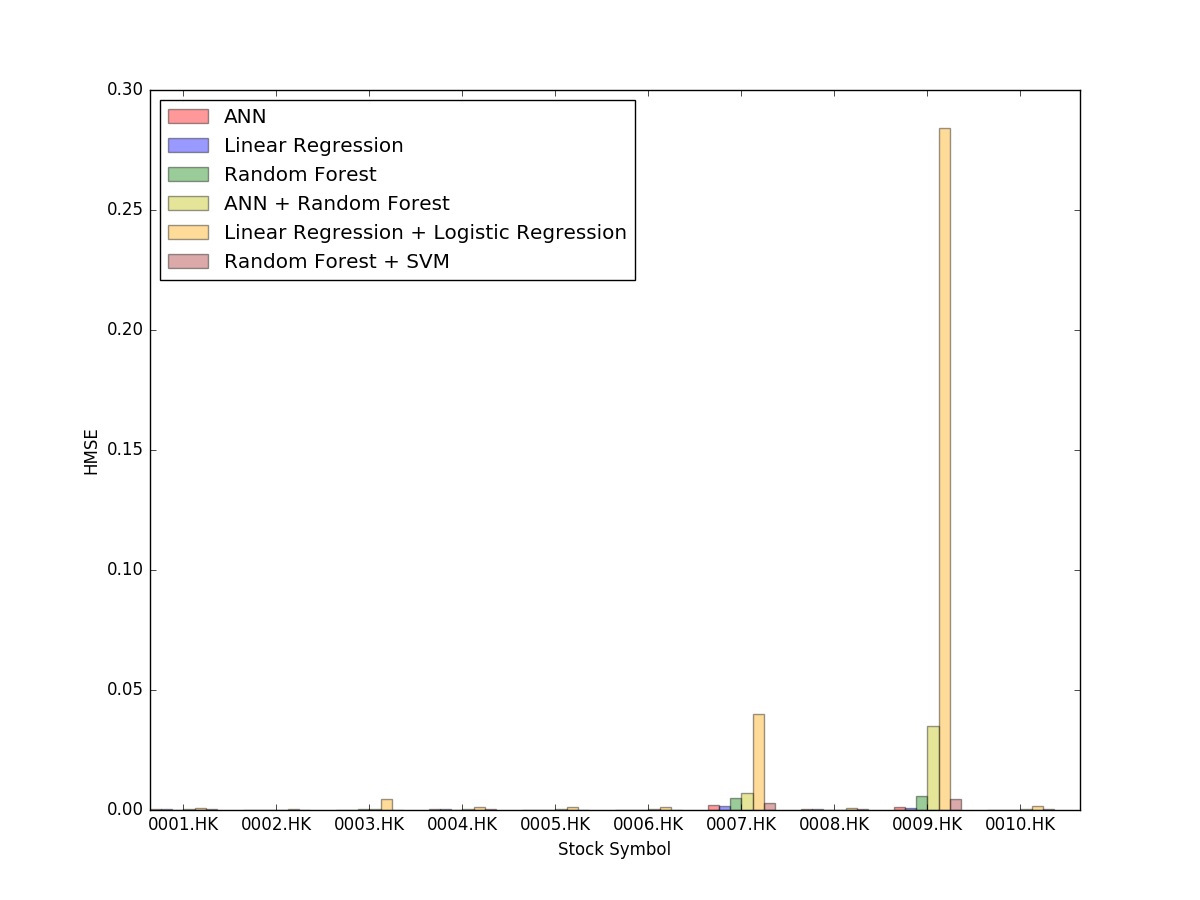 0.30
0.25
0.20
0.15
0.10
0.05
0.00
HMSE
ANN
Linear Regression
Random Forest
ANN + Random Forest
Linear Regression + Logistic Regression
Random Forest + SVM
0001.HK 0002.HK 0003.HK 0004.HK 0005.HK 0006.HK 0007.HK 0008.HK 0009.HK 0010.HK
Stock Symbol